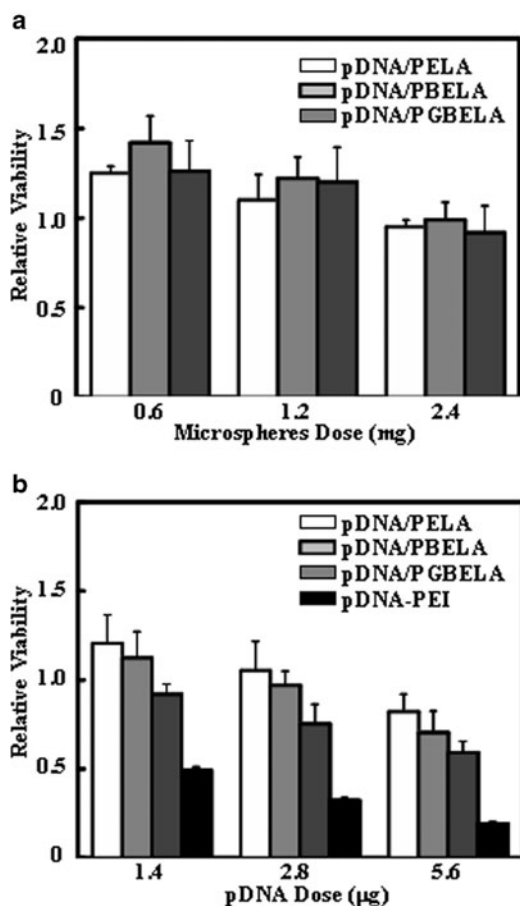 a
2.0
pDNA/PELA
pDNA/PBELA
1.5
pDNA/PGBELA
1.0
0.5
0
Relative Viability
0.6 1.2 2.4
Microspheres Dose (mg)
b
2.0
pDNA/PELA
pDNA/PBELA
1.5
pDNA/PGBELA
pDNA-PEI
1.0
0.5
0
Relative Viability
1.4 2.8 5.6
pDNA Dose (μg)